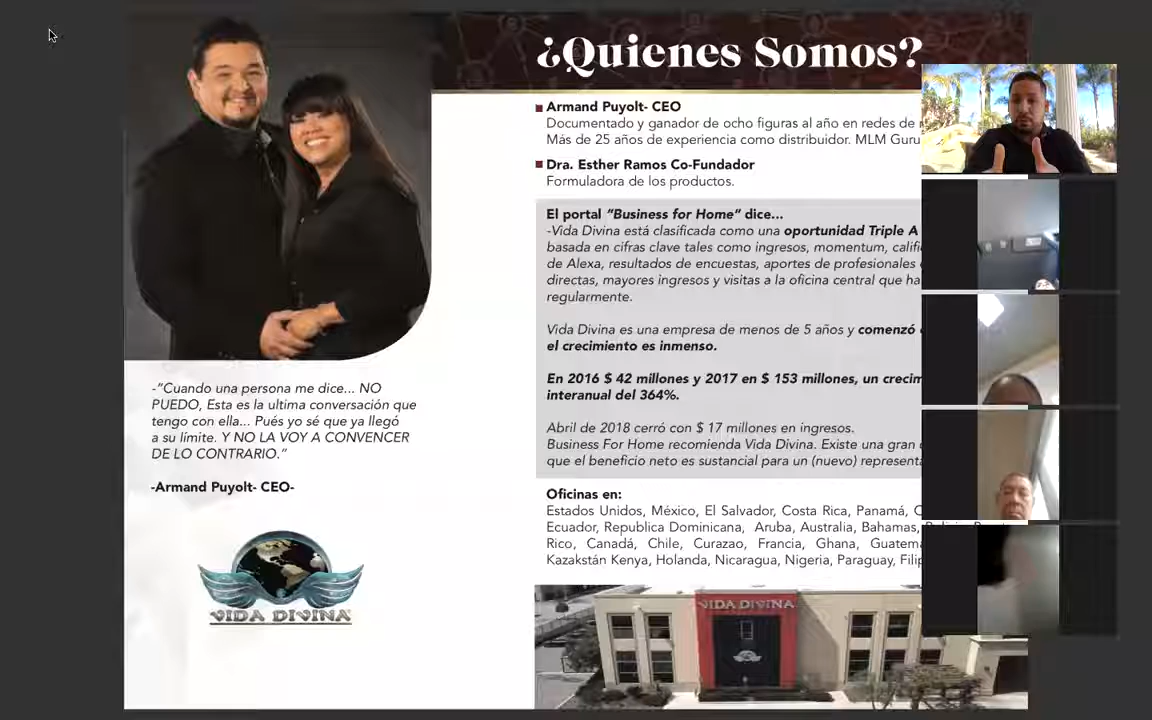 ¿Quienes Somos?
Armand Puyolt- CEO
Documentado y ganador de ocho figuras al año en redes de
Más de 25 años de experiencia como distribuidor. MLM Guru
Dra. Esther Ramos Co-Fundador
Formuladora de los productos.
El portal "Business for Home" dice...
-Vida Divina está clasificada como una oportunidad Triple A
basada en cifras clave tales como ingresos, momentum,
de Alexa, resultados de encuestas, aportes de profesionales
directas, mayores ingresos y visitas a la oficina central que
regularmente.
Vida Divina es una empresa de menos de 5 años y comenzó
el crecimiento es inmenso.
En 2016 $ 42 millones y 2017 en $ 153 millones, un
interanual del 364%.
Abril de 2018 cerró con $ 17 millones en ingresos.
Business For Home recomienda Vida Divina. Existe una gran
que el beneficio neto es sustancial para un (nuevo)
Oficinas en:
Estados Unidos, México, El Salvador, Costa Rica, Panamá,
Ecuador, Republica Dominicana, Aruba, Australia, Bahamas,
Rico, Canadá, Chile, Curazao, Francia, Ghana,
Kazakstán Kenya, Holanda, Nicaragua, Nigeria, Paraguay,
VIDA DIVINA
-"Cuando una persona me dice... NO
PUEDO, Esta es la ultima conversación que
tengo con ella... Pués yo sé que ya llegó
a su límite. Y NO LA VOY A CONVENCER
DE LO CONTRARIO."
-Armand Puyolt- CEO-
VIDA DIVINA